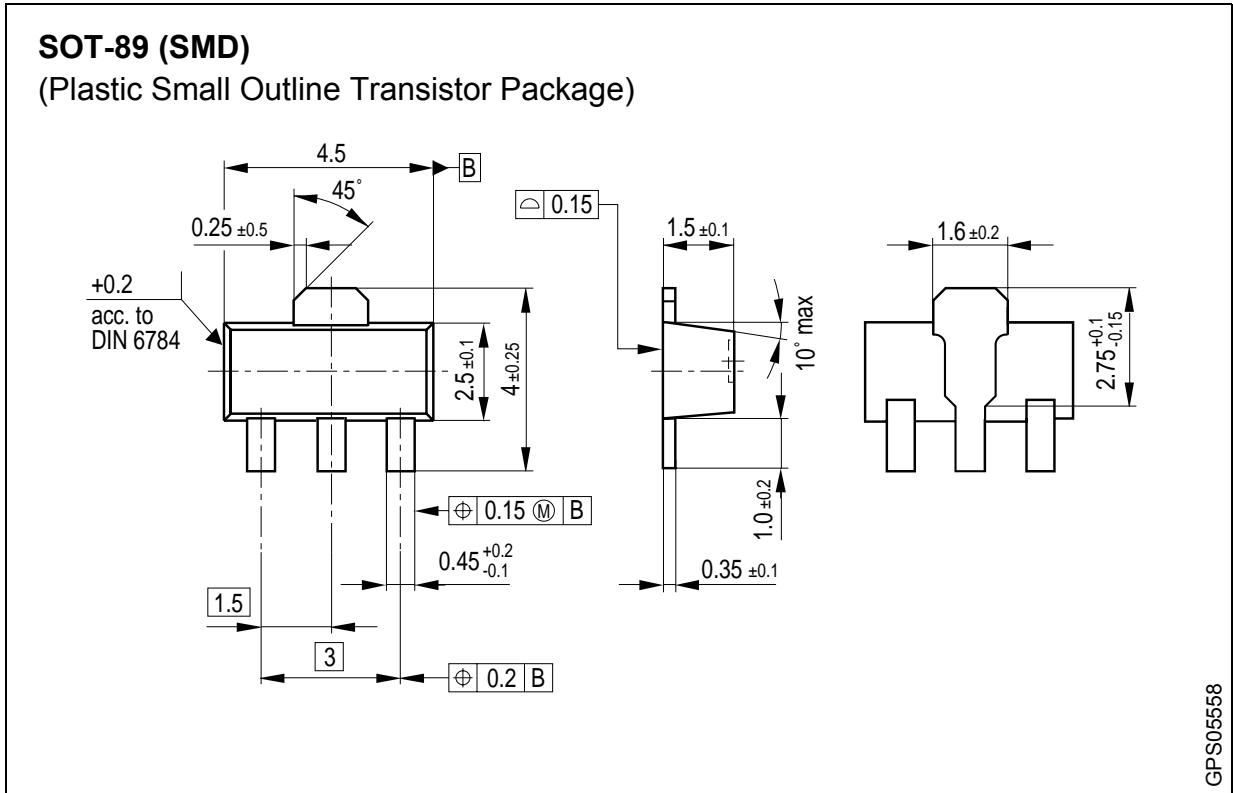 SOT-89 (SMD)
(Plastic Small Outline Transistor Package)
4.5
B
45°
0.25 ±0.5
+0.2
acc. to
DIN 6784
2.5 ±0.1
4 ±0.25
0.15 Ⓜ B
0.45 +0.2 -0.1
1.5
3
0.2 B
0.15
1.5 ±0.1
10° max
1.0 ±0.2
0.35 ±0.1
1.6 ±0.2
2.75 +0.1 -0.15
GPS05558